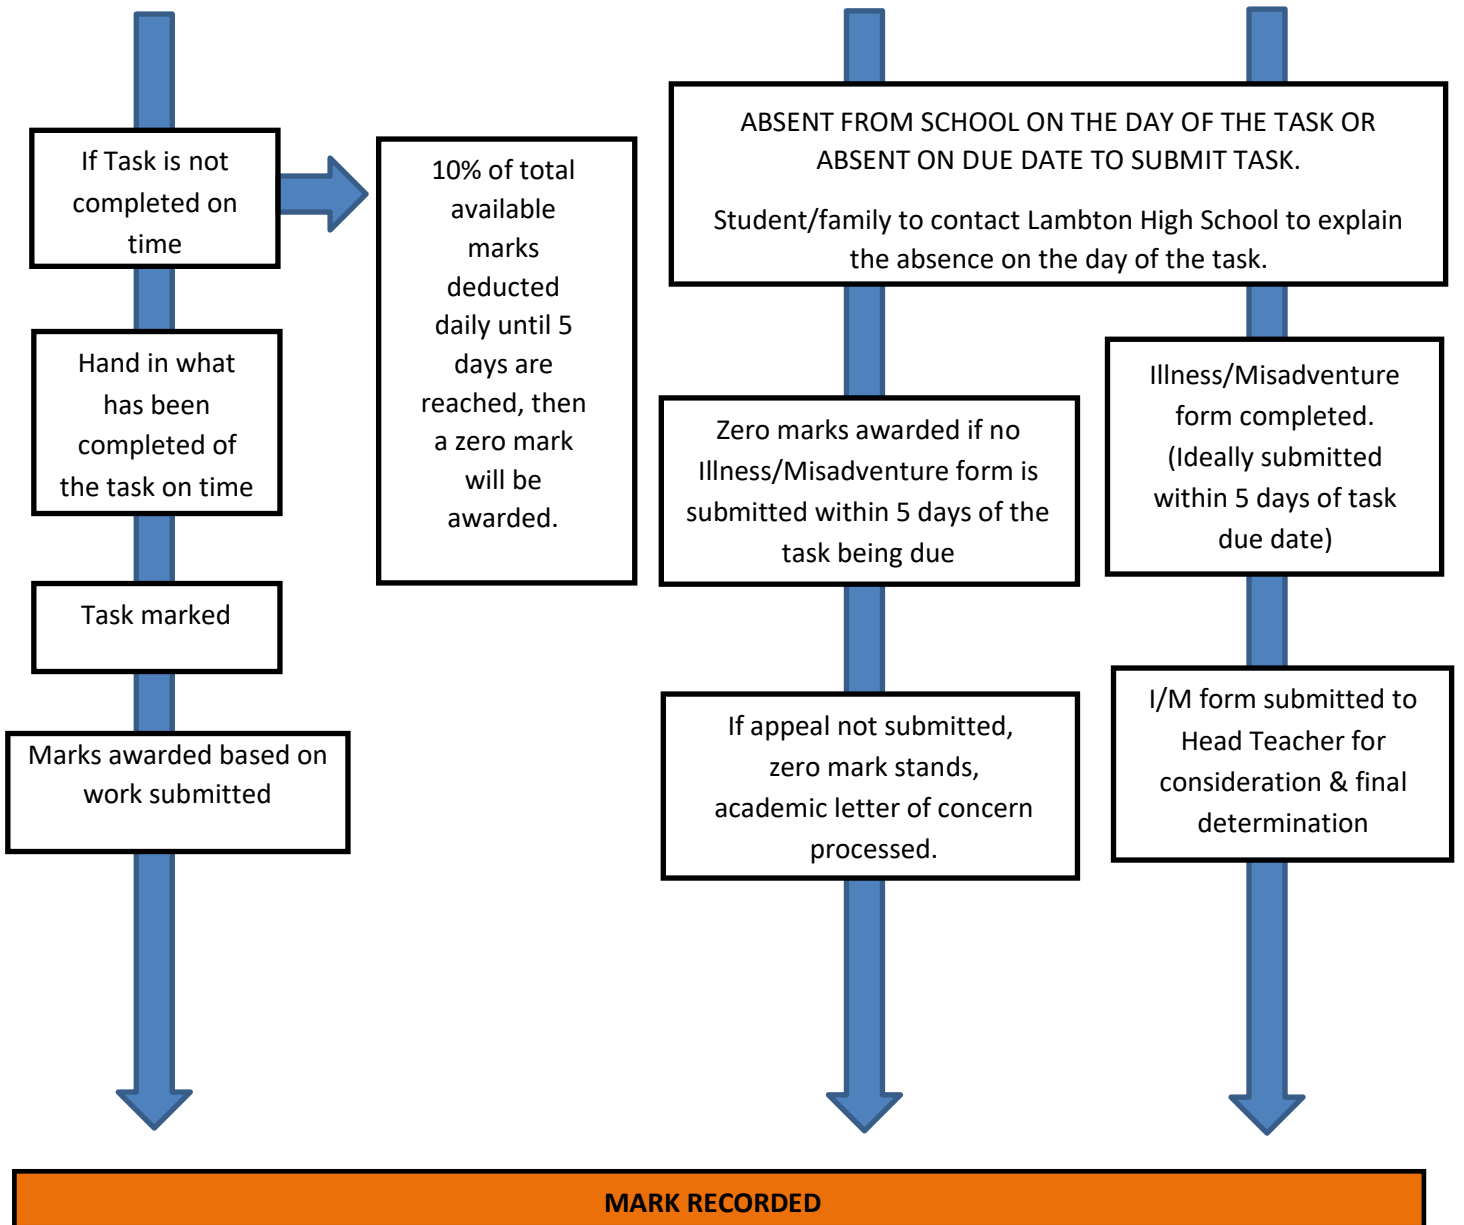 If Task is not
completed on
time
10% of total
available
marks
deducted
daily until 5
days are
reached, then
a zero mark
will be
awarded.
Hand in what
has been
completed of
the task on time
Task marked
Marks awarded based on
work submitted
ABSENT FROM SCHOOL ON THE DAY OF THE TASK OR
ABSENT ON DUE DATE TO SUBMIT TASK.
Student/family to contact Lambton High School to explain
the absence on the day of the task.
Zero marks awarded if no
Illness/Misadventure form is
submitted within 5 days of the
task being due
If appeal not submitted,
zero mark stands,
academic letter of concern
processed.
Illness/Misadventure
form completed.
(Ideally submitted
within 5 days of task
due date)
I/M form submitted to
Head Teacher for
consideration & final
determination
MARK RECORDED